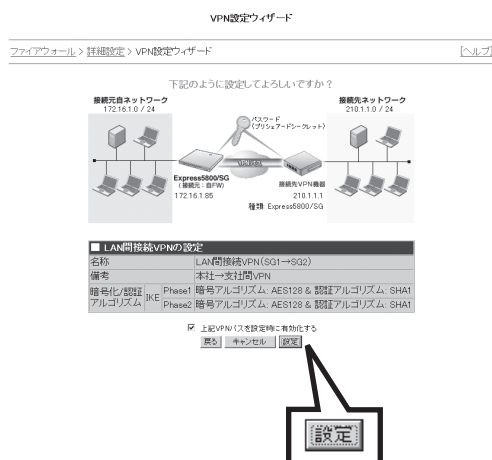 VPN設定ウィザード
ファイアウォール > 詳細設定 > VPN設定ウィザード
[ヘルプ]
下記のように設定してよろしいですか？
接続元自ネットワーク
172.16.1.0 / 24
接続先ネットワーク
210.1.1.0 / 24
パスワード
(プリシェアードシークレット)
VPNパス
Express5800/SG
(接続元：自FW)
172.16.1.85
接続先VPN機器
210.1.1.1
種類: Express5800/SG
■ LAN間接続VPNの設定
名称 LAN間接続VPN(SG1→SG2)
備考 本社→支社間VPN
暗号化/認証アルゴリズム IKE Phase1 暗号アルゴリズム: AES128 & 認証アルゴリズム: SHA1
Phase2 暗号アルゴリズム: AES128 & 認証アルゴリズム: SHA1
上記VPNパスを設定時に有効化する
戻る キャンセル 設定
設定